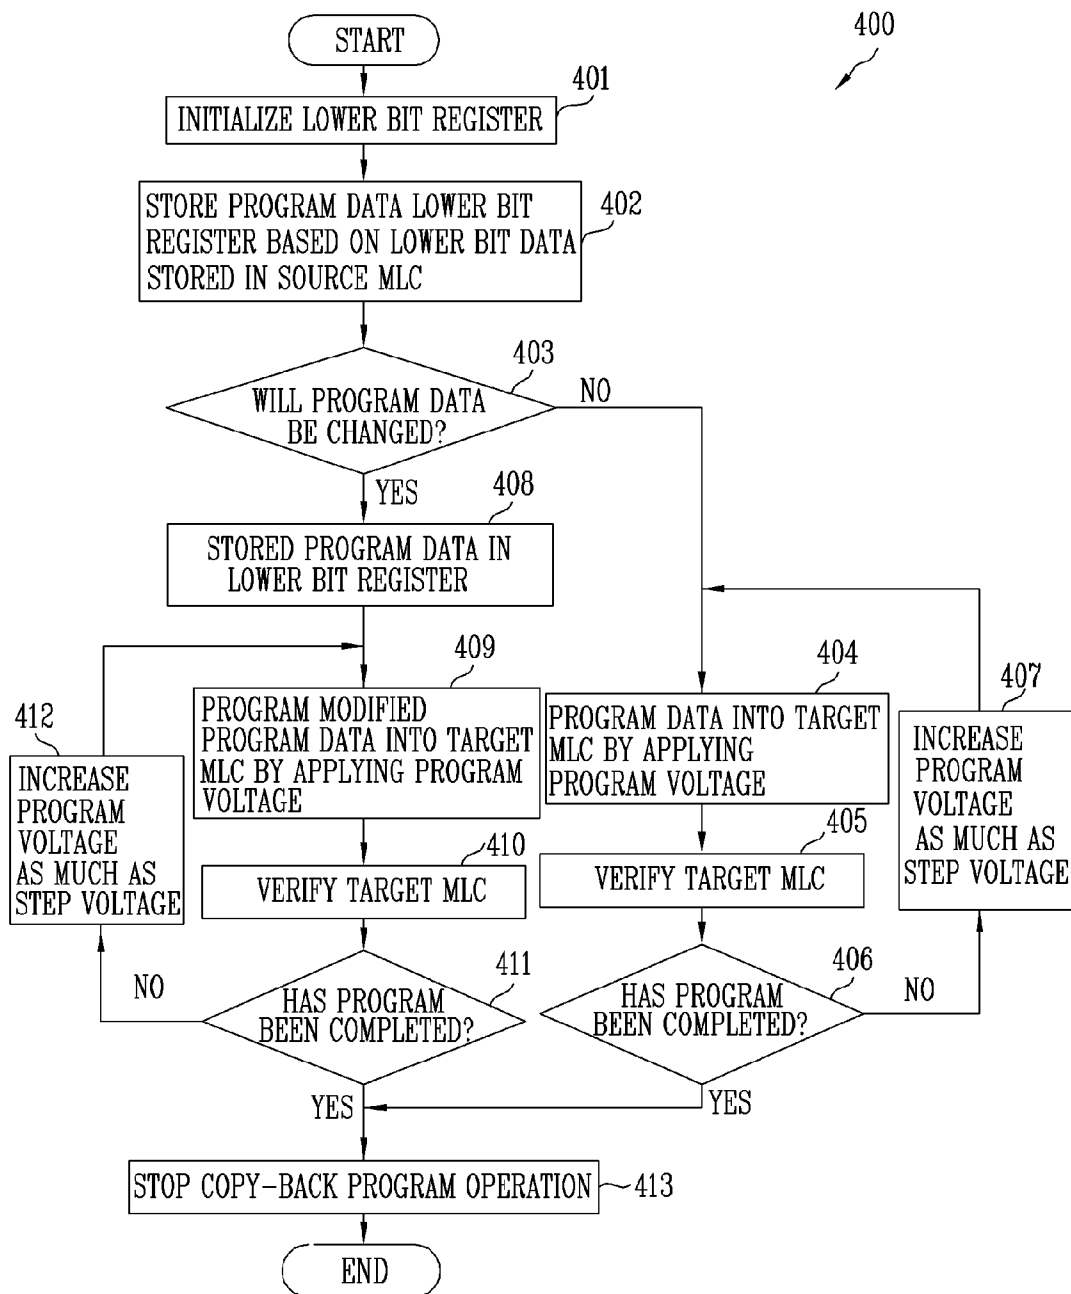 START
400
401
INITIALIZE LOWER BIT REGISTER
STORE PROGRAM DATA LOWER BIT
REGISTER BASED ON LOWER BIT DATA
STORED IN SOURCE MLC
402
403
WILL PROGRAM DATA
BE CHANGED?
NO
YES
408
STORED PROGRAM DATA IN
LOWER BIT REGISTER
409
PROGRAM MODIFIED
PROGRAM DATA INTO TARGET
MLC BY APPLYING PROGRAM
VOLTAGE
404
PROGRAM DATA INTO TARGET
MLC BY APPLYING
PROGRAM VOLTAGE
407
INCREASE
PROGRAM
VOLTAGE
AS MUCH AS
STEP VOLTAGE
412
INCREASE
PROGRAM
VOLTAGE
AS MUCH AS
STEP VOLTAGE
410
VERIFY TARGET MLC
405
VERIFY TARGET MLC
411
HAS PROGRAM
BEEN COMPLETED?
NO
406
HAS PROGRAM
BEEN COMPLETED?
NO
YES
YES
STOP COPY-BACK PROGRAM OPERATION
413
END